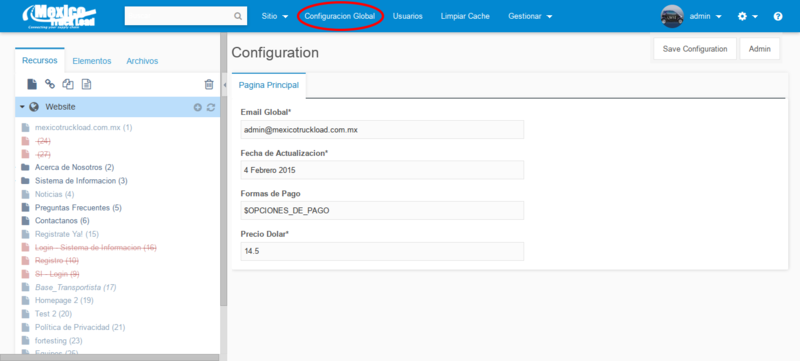 Mexico
TruckLoad
Sitio
Configuracion Global
Usuarios
Limpiar Cache
Gestionar
admin
Recursos
Elementos
Archivos
Website
mexicotruckload.com.mx (1)
(24)
(27)
Acerca de Nosotros (2)
Sistema de Informacion (3)
Noticias (4)
Preguntas Frecuentes (5)
Contactanos (6)
Registrate Ya! (15)
Login - Sistema de Informacion (16)
Registro (10)
SI - Login (9)
Base_Transportista (17)
Homepage 2 (19)
Test 2 (20)
Política de Privacidad (21)
fortesting (23)
Equipos (25)
Configuration
Save Configuration
Admin
Pagina Principal
Email Global*
admin@mexicotruckload.com.mx
Fecha de Actualizacion*
4 Febrero 2015
Formas de Pago
$OPCIONES_DE_PAGO
Precio Dolar*
14.5